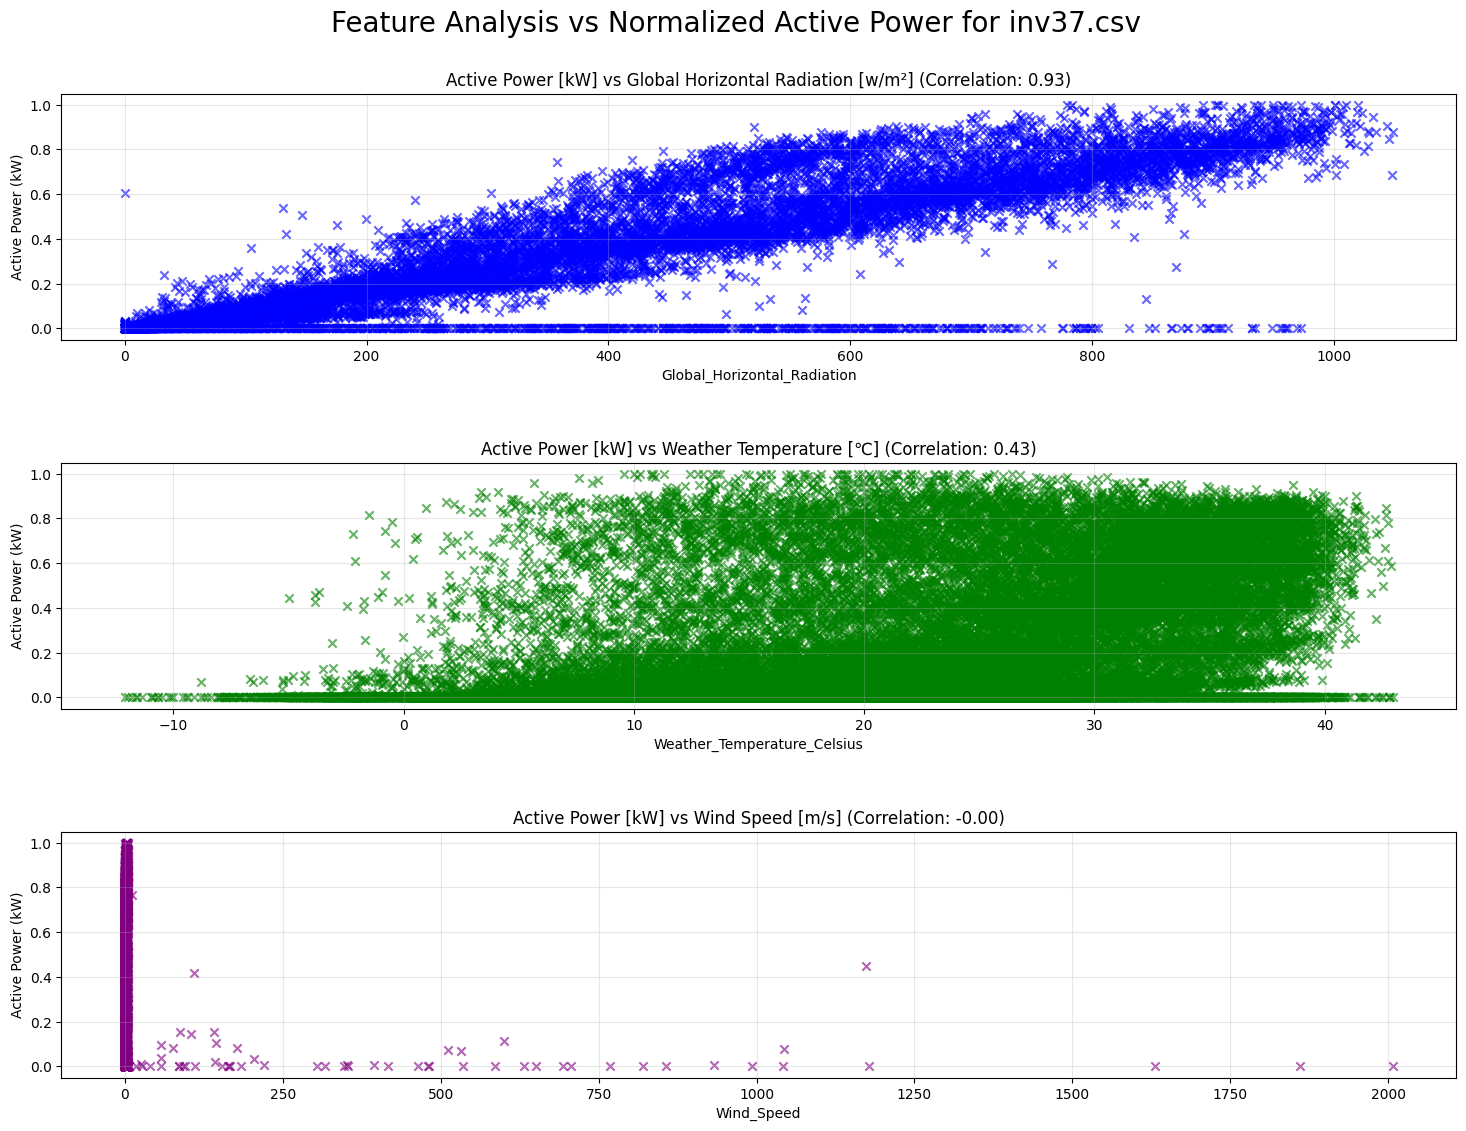 Feature Analysis vs Normalized Active Power for inv37.csv
Active Power [kW] vs Global Horizontal Radiation [w/m²] (Correlation: 0.93)
Active Power (kW)
1.0
0.8
0.6
0.4
0.2
0.0
0 200 400 600 800 1000
Global_Horizontal_Radiation
Active Power [kW] vs Weather Temperature [℃] (Correlation: 0.43)
Active Power (kW)
1.0
0.8
0.6
0.4
0.2
0.0
−10 0 10 20 30 40
Weather_Temperature_Celsius
Active Power [kW] vs Wind Speed [m/s] (Correlation: -0.00)
Active Power (kW)
1.0
0.8
0.6
0.4
0.2
0.0
0 250 500 750 1000 1250 1500 1750 2000
Wind_Speed